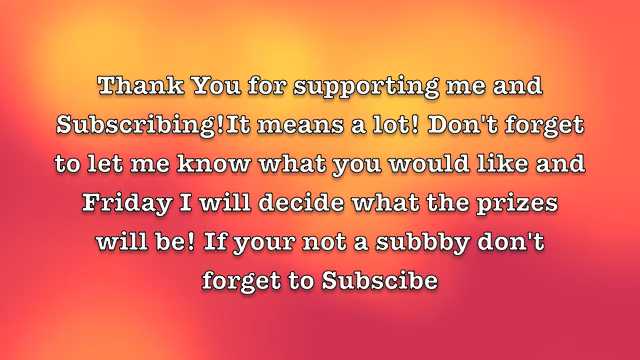 Thank You for supporting me and
Subscribing!It means a lot! Don't forget
to let me know what you would like and
Friday I will decide what the prizes
will be! If your not a subbby don't
forget to Subscibe